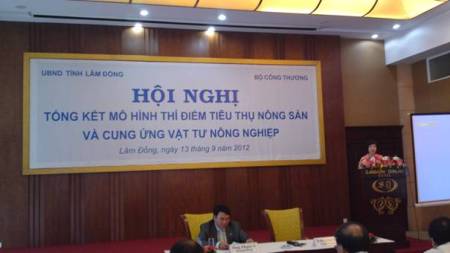 UBND TỈNH LÂM ĐỒNG
BỘ CÔNG THƯƠNG
HỘI NGHỊ
TỔNG KẾT MÔ HÌNH THÍ ĐIỂM TIÊU THỤ NÔNG SẢN
VÀ CUNG ỨNG VẬT TƯ NÔNG NGHIỆP
Lâm Đồng, ngày 13 tháng 9 năm 2012